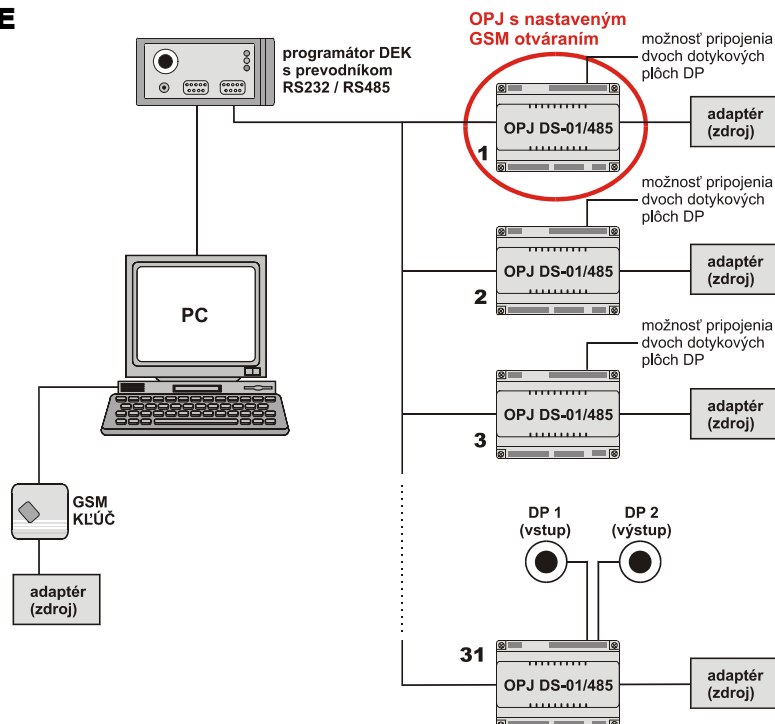 E
programátor DEK
s prevodníkom
RS232 / RS485
OPJ s nastaveným
GSM otváraním
možnosť pripojenia
dvoch dotykových
plôch DP
OPJ DS-01/485
1
adaptér
(zdroj)
možnosť pripojenia
dvoch dotykových
plôch DP
OPJ DS-01/485
2
adaptér
(zdroj)
PC
možnosť pripojenia
dvoch dotykových
plôch DP
OPJ DS-01/485
3
adaptér
(zdroj)
GSM
KĽÚČ
adaptér
(zdroj)
DP 1
(vstup)
DP 2
(výstup)
31
OPJ DS-01/485
adaptér
(zdroj)